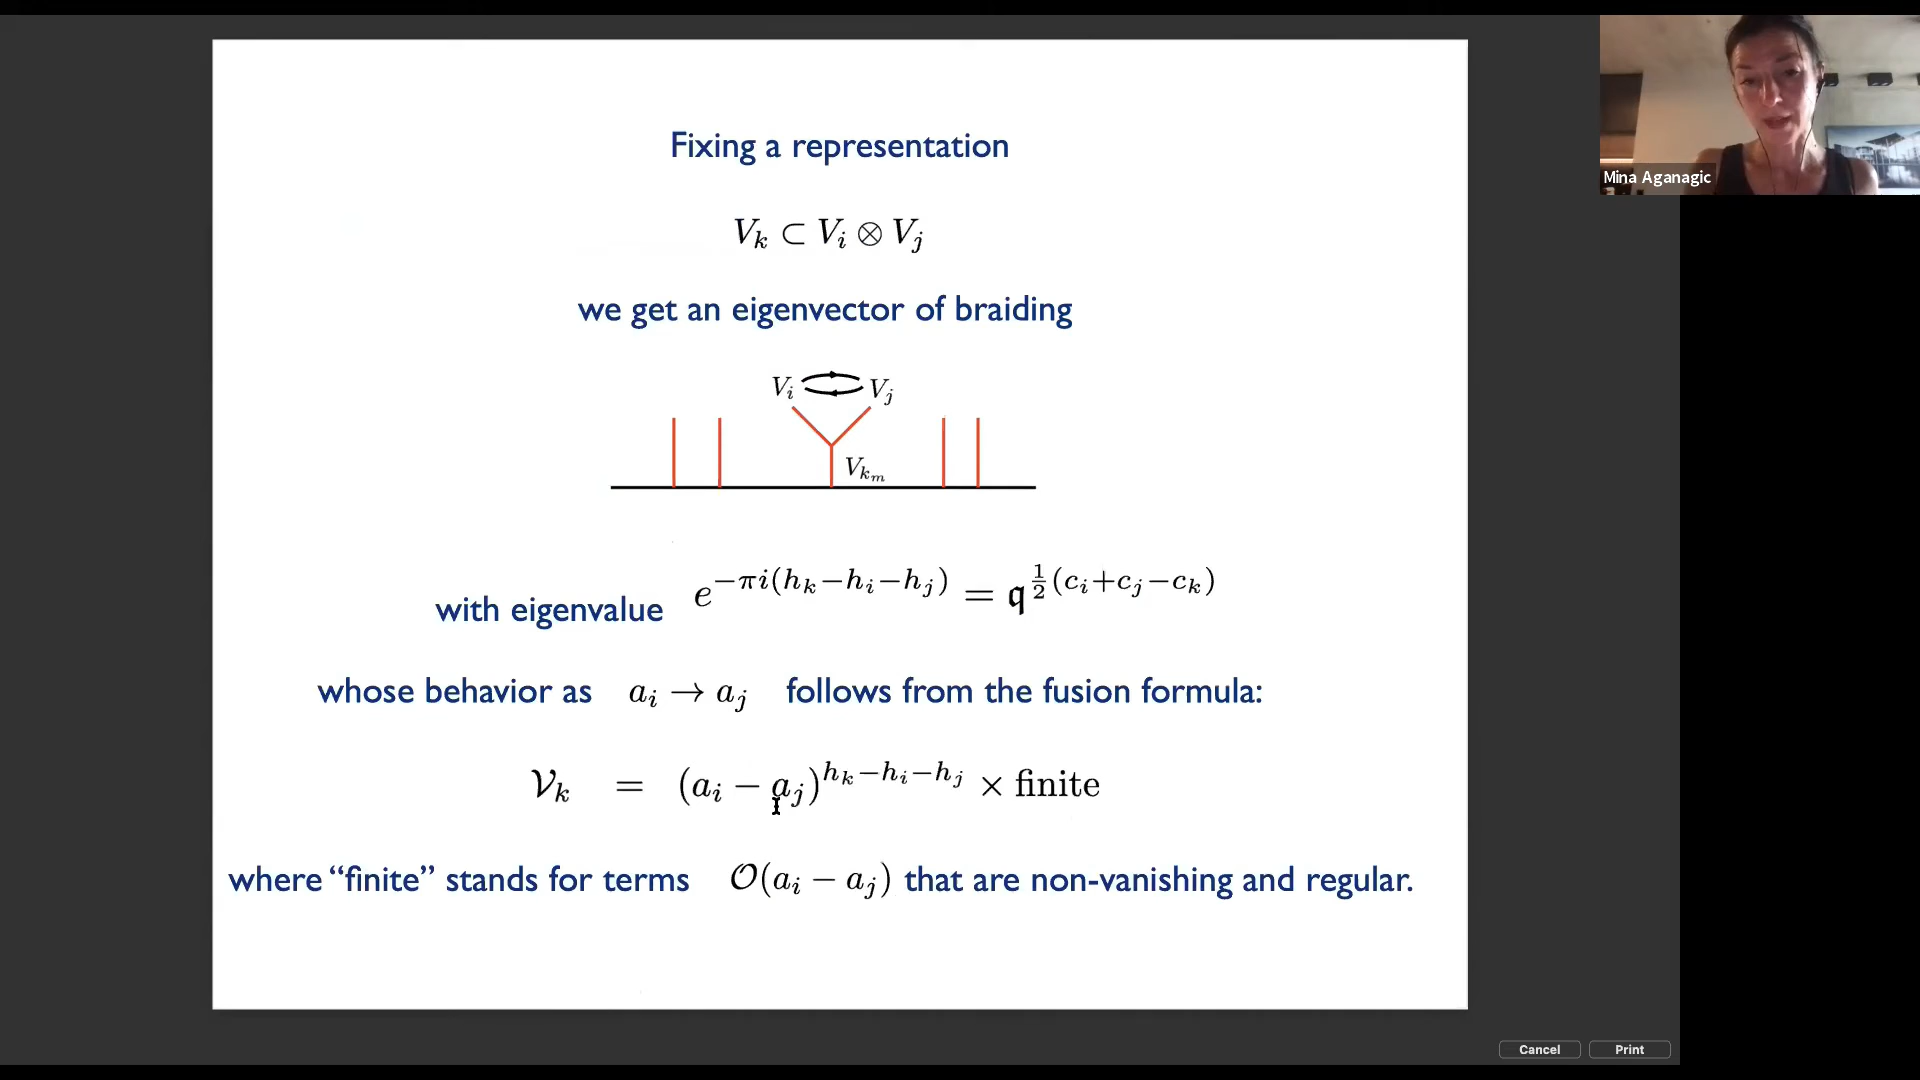 Fixing a representation
V_k ⊂ V_i ⊗ V_j
we get an eigenvector of braiding
V_i V_j
V_{k_m}
with eigenvalue e^{-πi(h_k-h_i-h_j)} = 𝔮^{\frac{1}{2}(c_i+c_j-c_k)}
whose behavior as a_i → a_j follows from the fusion formula:
𝒱_k = (a_i - a_j)^{h_k-h_i-h_j} × finite
where “finite” stands for terms 𝒪(a_i - a_j) that are non-vanishing and regular.
Mina Aganagic
Cancel Print